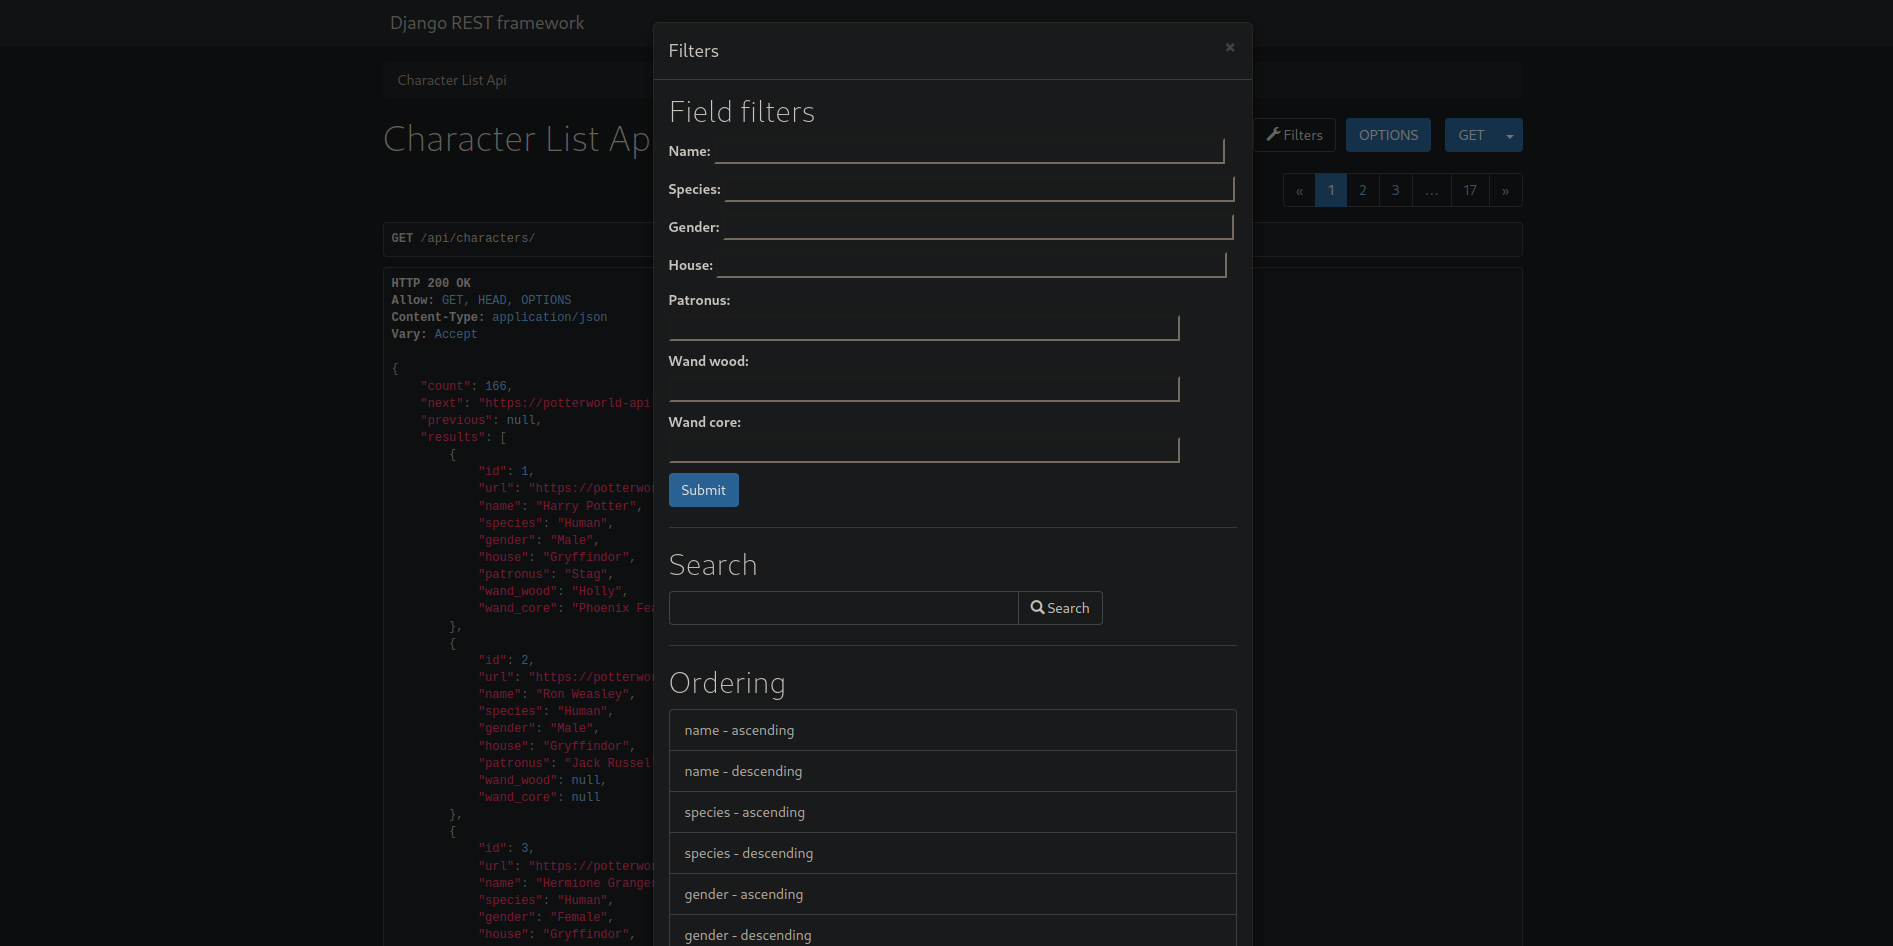 Django REST framework
Character List Api
Character List Ap
Filters
OPTIONS
GET
« 1 2 3 … 17 »
GET /api/characters/
HTTP 200 OK
Allow: GET, HEAD, OPTIONS
Content-Type: application/json
Vary: Accept
{
"count": 166,
"next": "https://potterworld-api
"previous": null,
"results": [
{
"id": 1,
"url": "https://potterwor
"name": "Harry Potter",
"species": "Human",
"gender": "Male",
"house": "Gryffindor",
"patronus": "Stag",
"wand_wood": "Holly",
"wand_core": "Phoenix Fea
},
{
"id": 2,
"url": "https://potterwor
"name": "Ron Weasley",
"species": "Human",
"gender": "Male",
"house": "Gryffindor",
"patronus": "Jack Russel
"wand_wood": null,
"wand_core": null
},
{
"id": 3,
"url": "https://potterwor
"name": "Hermione Granger
"species": "Human",
"gender": "Female",
"house": "Gryffindor",
Filters ×
Field filters
Name:
Species:
Gender:
House:
Patronus:
Wand wood:
Wand core:
Submit
Search
Search
Ordering
name - ascending
name - descending
species - ascending
species - descending
gender - ascending
gender - descending